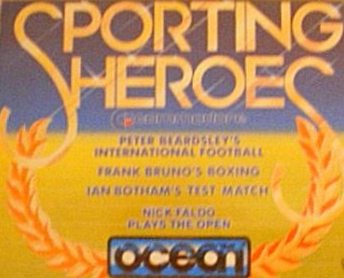 SPORTING
HEROES
commodore
PETER BEARDSLEY'S
INTERNATIONAL FOOTBALL
FRANK BRUNO'S BOXING
IAN BOTHAM'S TEST MATCH
NICK FALDO
PLAYS THE OPEN
ocean